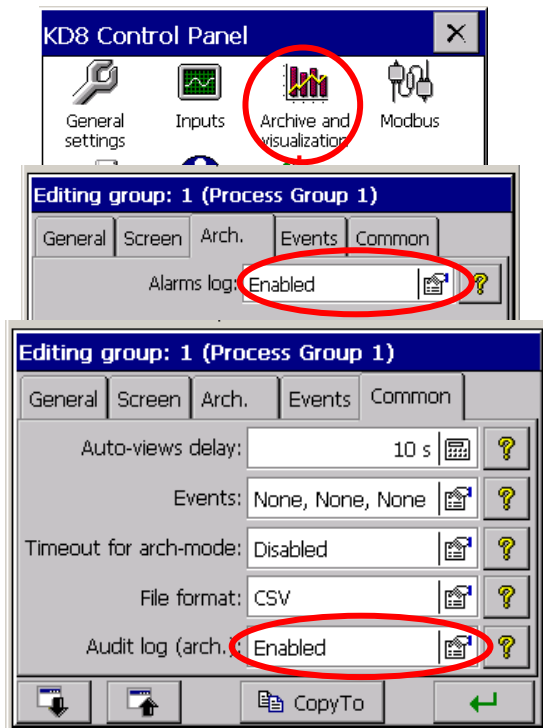 KD8 Control Panel
General settings
Inputs
Archive and visualization
Modbus
Editing group: 1 (Process Group 1)
General Screen Arch. Events Common
Alarms log: Enabled
Editing group: 1 (Process Group 1)
General Screen Arch. Events Common
Auto-views delay: 10 s
Events: None, None, None
Timeout for arch-mode: Disabled
File format: CSV
Audit log (arch.): Enabled
CopyTo